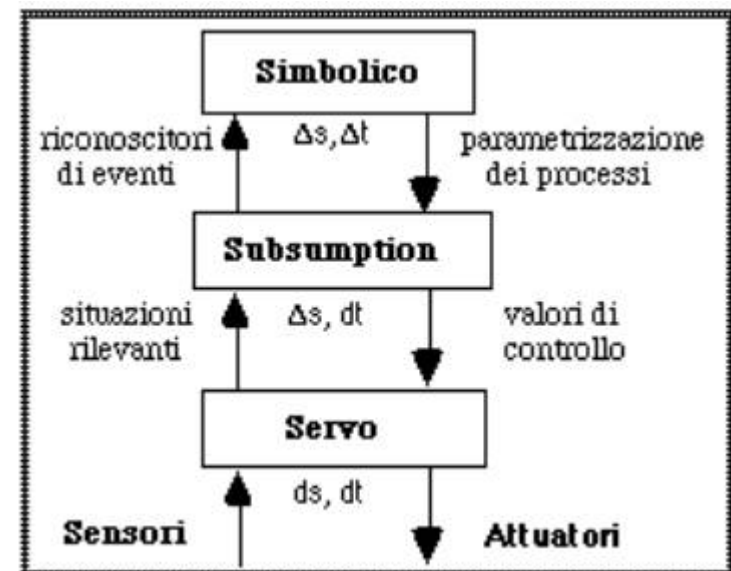 Simbolico
riconoscitori
di eventi
Δs,Δt
parametrizzazione
dei processi
Subsumption
situazioni
rilevanti
Δs, dt
valori di
controllo
Servo
ds, dt
Sensori
Attuatori